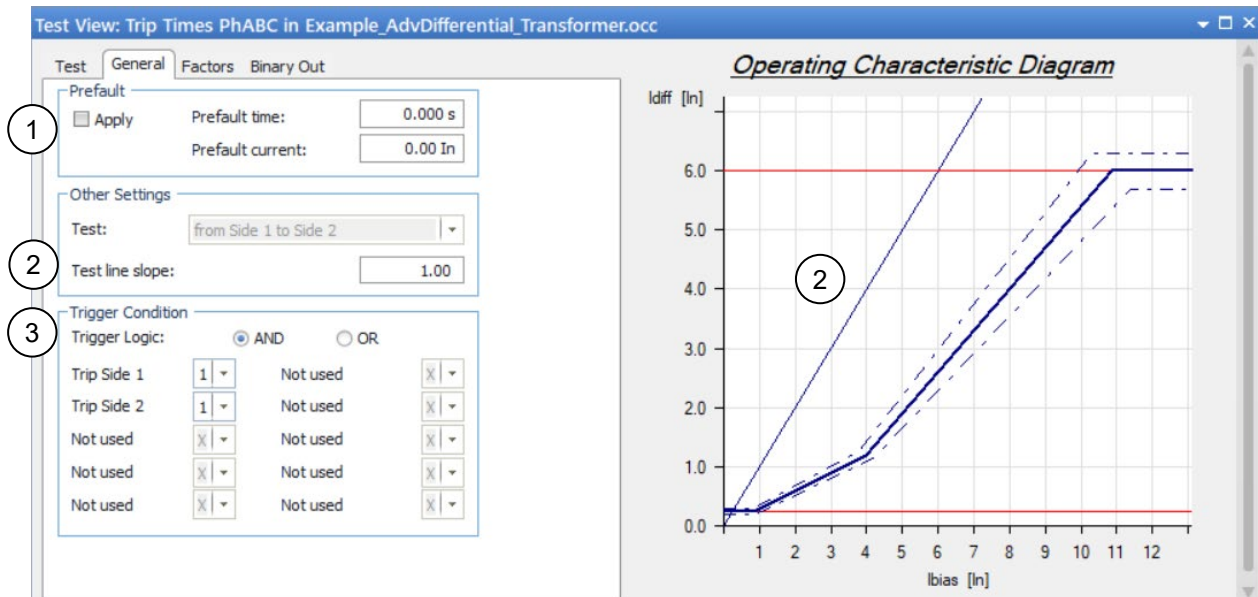 Test View: Trip Times PhABC in Example_AdvDifferential_Transformer.occ
Test General Factors Binary Out
Prefault
1
Apply Prefault time: 0.000 s
Prefault current: 0.00 In
Other Settings
Test: from Side 1 to Side 2
2
Test line slope: 1.00
Trigger Condition
3
Trigger Logic: AND OR
Trip Side 1 1 Not used X
Trip Side 2 1 Not used X
Not used X Not used X
Not used X Not used X
Not used X Not used X
Operating Characteristic Diagram
Idiff [In]
6.0
5.0
4.0
3.0
2.0
1.0
0.0
2
1 2 3 4 5 6 7 8 9 10 11 12
Ibias [In]